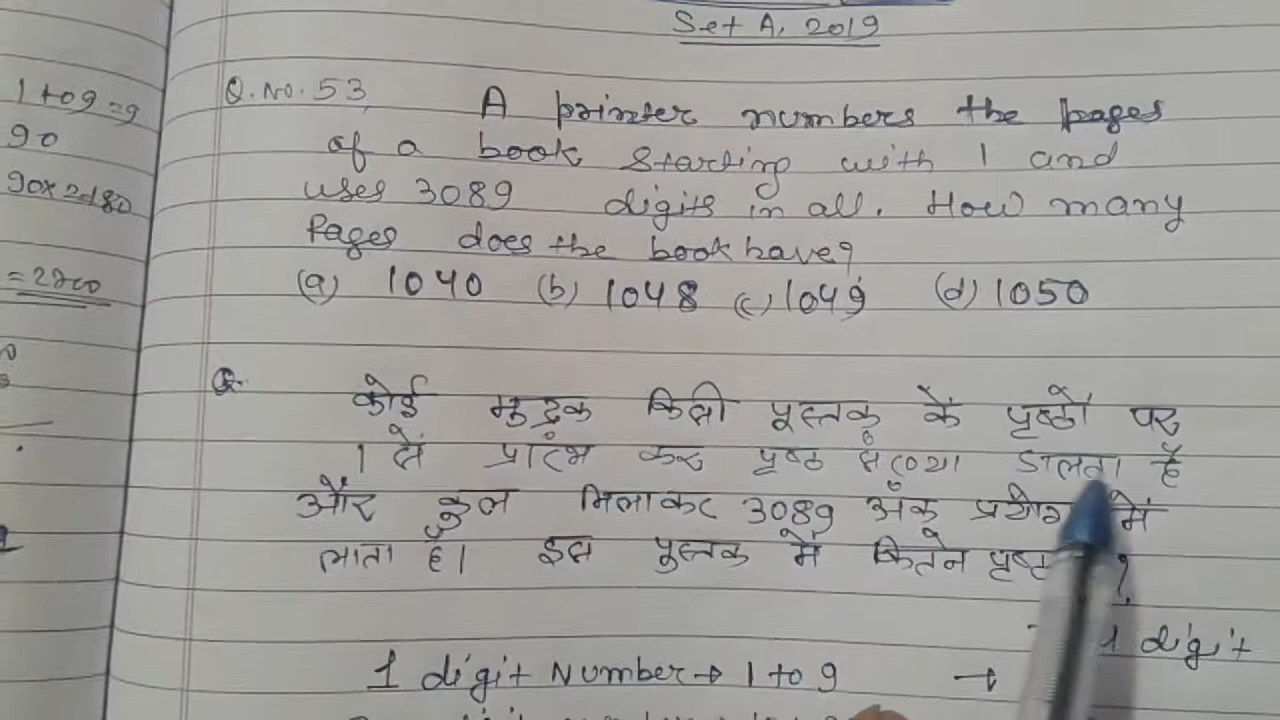 Set A, 2019
1 to 9 = 9
90
90×2=180
= 2700
Q. No. 53, A printer numbers the pages
of a book starting with 1 and
uses 3089 digits in all. How many
Pages does the book have?
(a) 1040 (b) 1048 (c) 1049 (d) 1050
Q. कोई मुद्रक किसी पुस्तक के पृष्ठों पर
1 से प्रारंभ कर पृष्ठ संख्या डालता है
और कुल मिलाकर 3089 अंक प्रयोग में
लाता है। इस पुस्तक में कितने पृष्ठ ?
1 digit
1 digit Number → 1 to 9 →